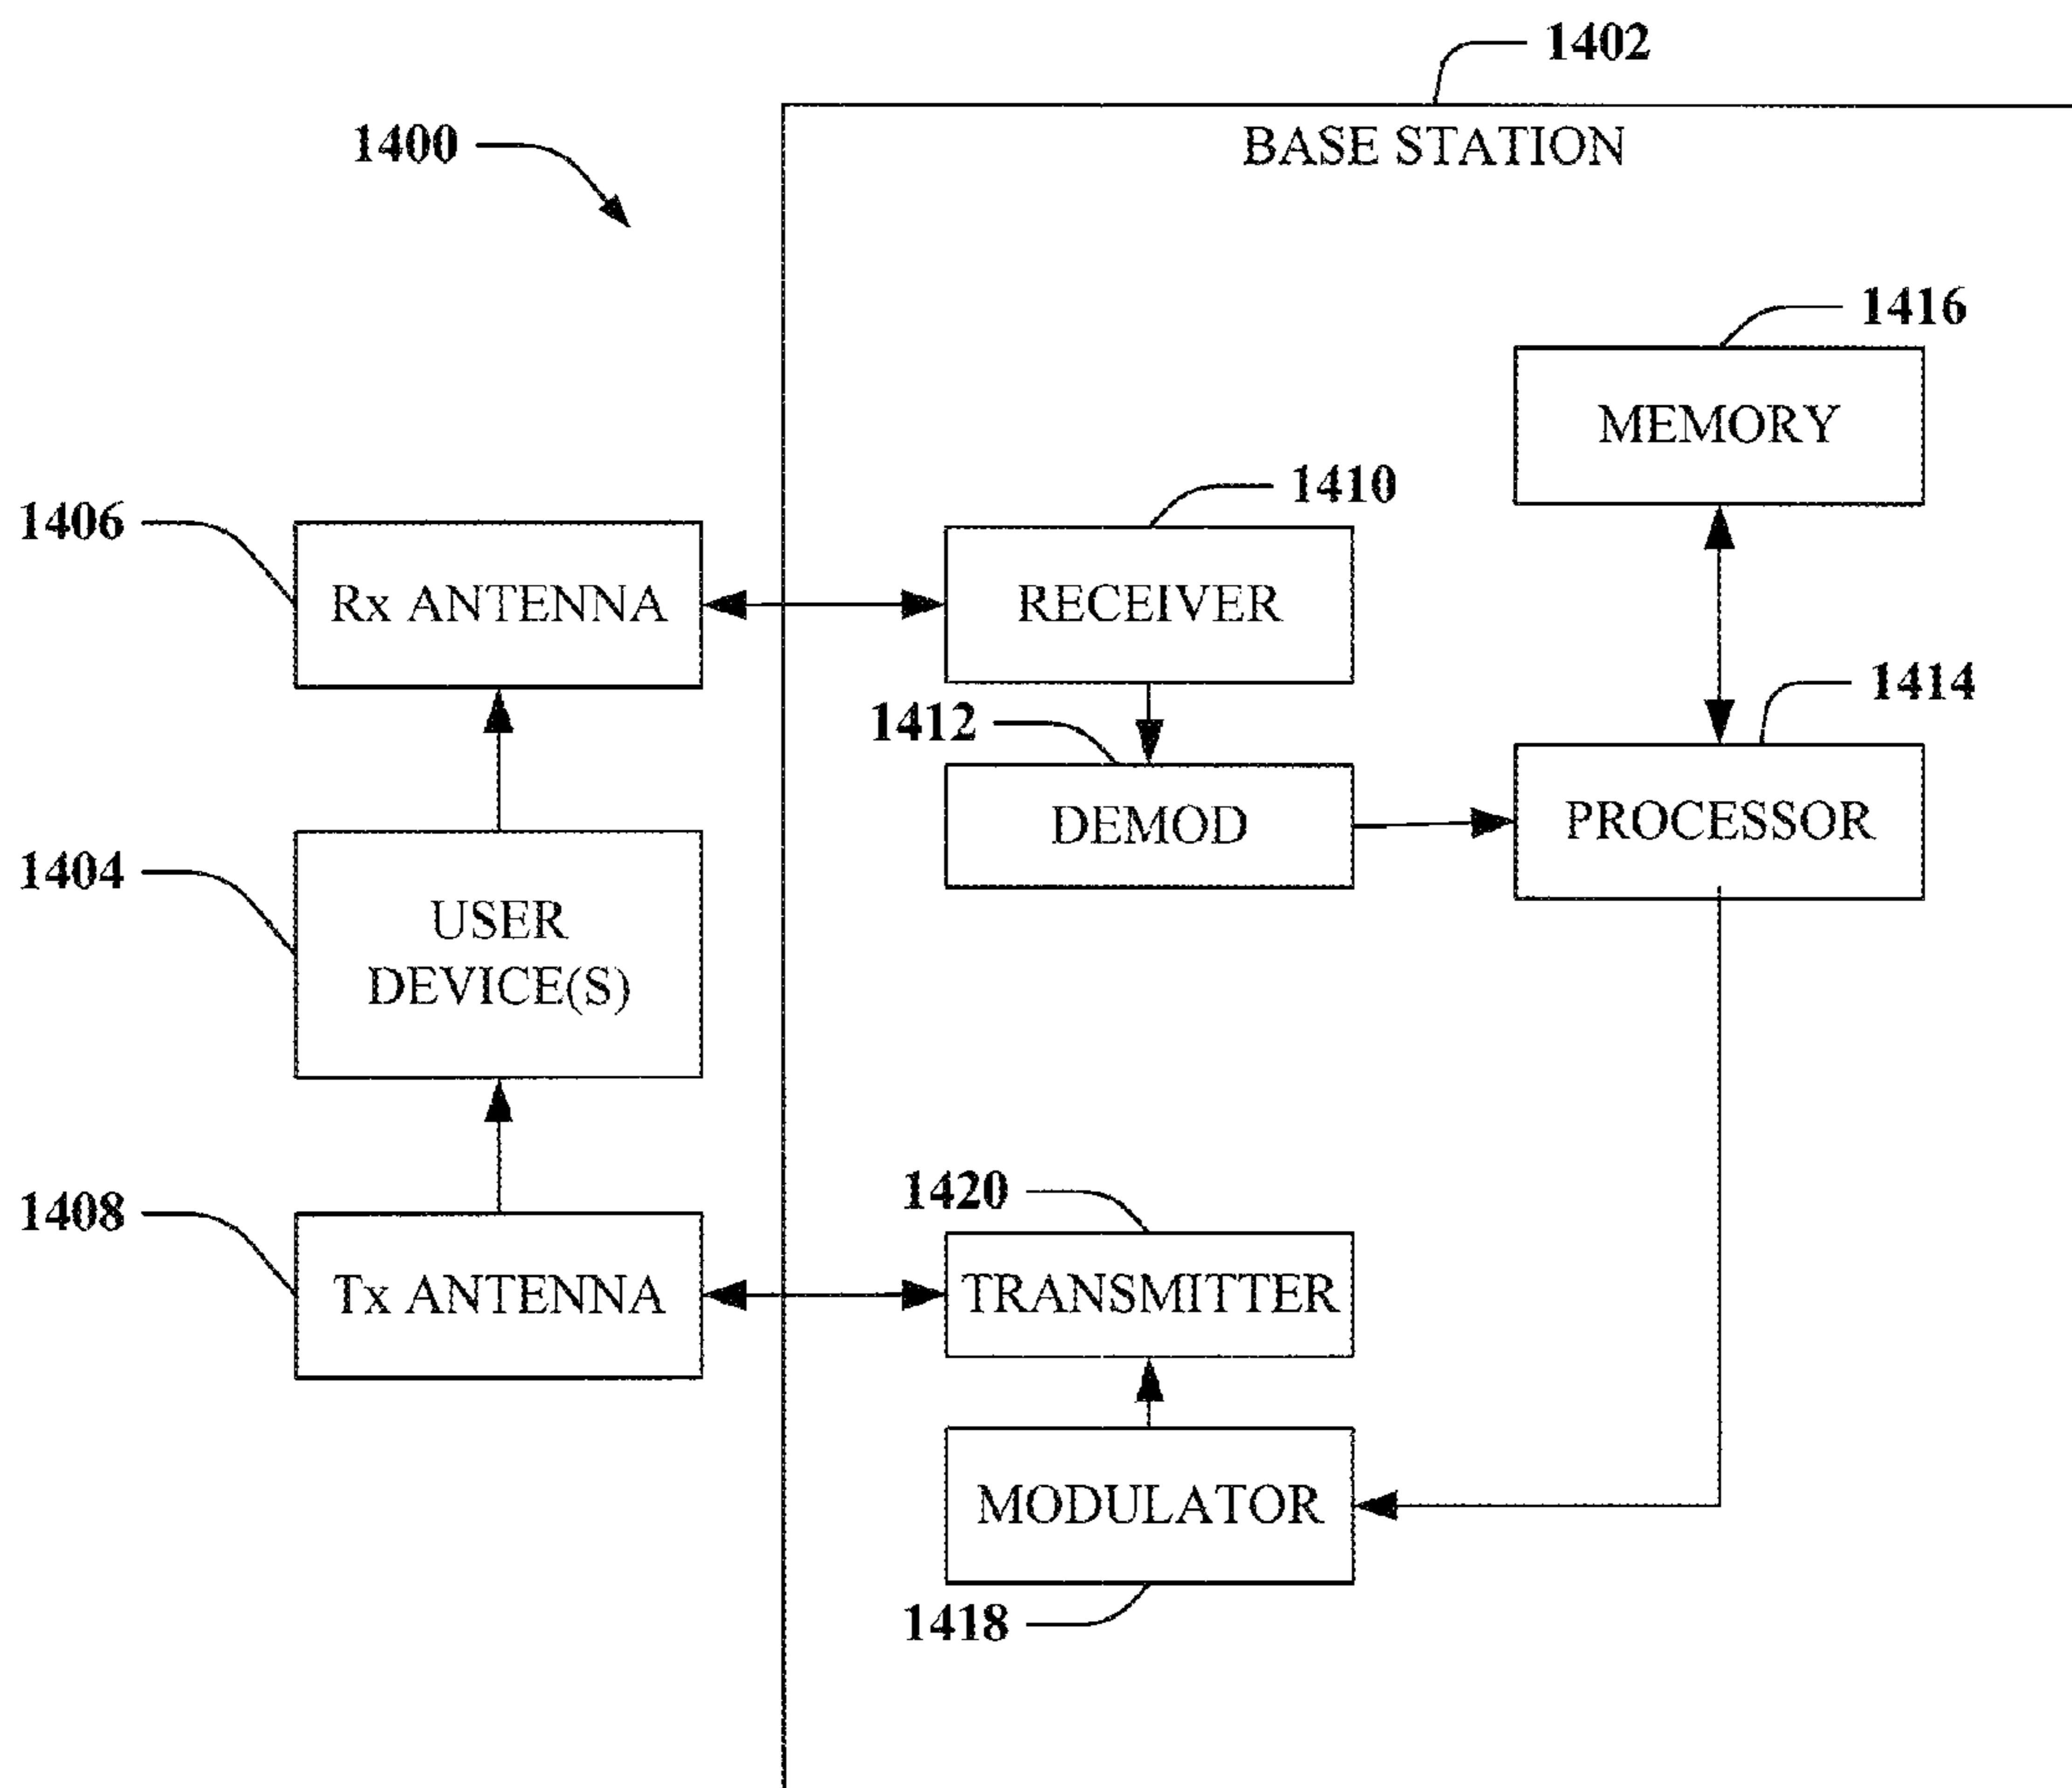 1402
BASE STATION
1400
1416
MEMORY
1410
1406
Rx ANTENNA
RECEIVER
1414
1412
DEMOD
PROCESSOR
1404
USER
DEVICE(S)
1420
1408
Tx ANTENNA
TRANSMITTER
MODULATOR
1418